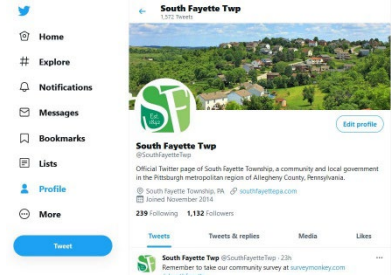 South Fayette Twp
1,572 Tweets
Home
Explore
Notifications
Messages
Bookmarks
Lists
Profile
More
Tweet
SF
Edit profile
South Fayette Twp
@SouthFayetteTwp
Official Twitter page of South Fayette Township, a community and local government
in the Pittsburgh metropolitan region of Allegheny County, Pennsylvania.
South Fayette Township, PA southfayettepa.com
Joined November 2014
239 Following 1,132 Followers
Tweets Tweets & replies Media Likes
South Fayette Twp @SouthFayetteTwp · 23h
Remember to take our community survey at surveymonkey.com